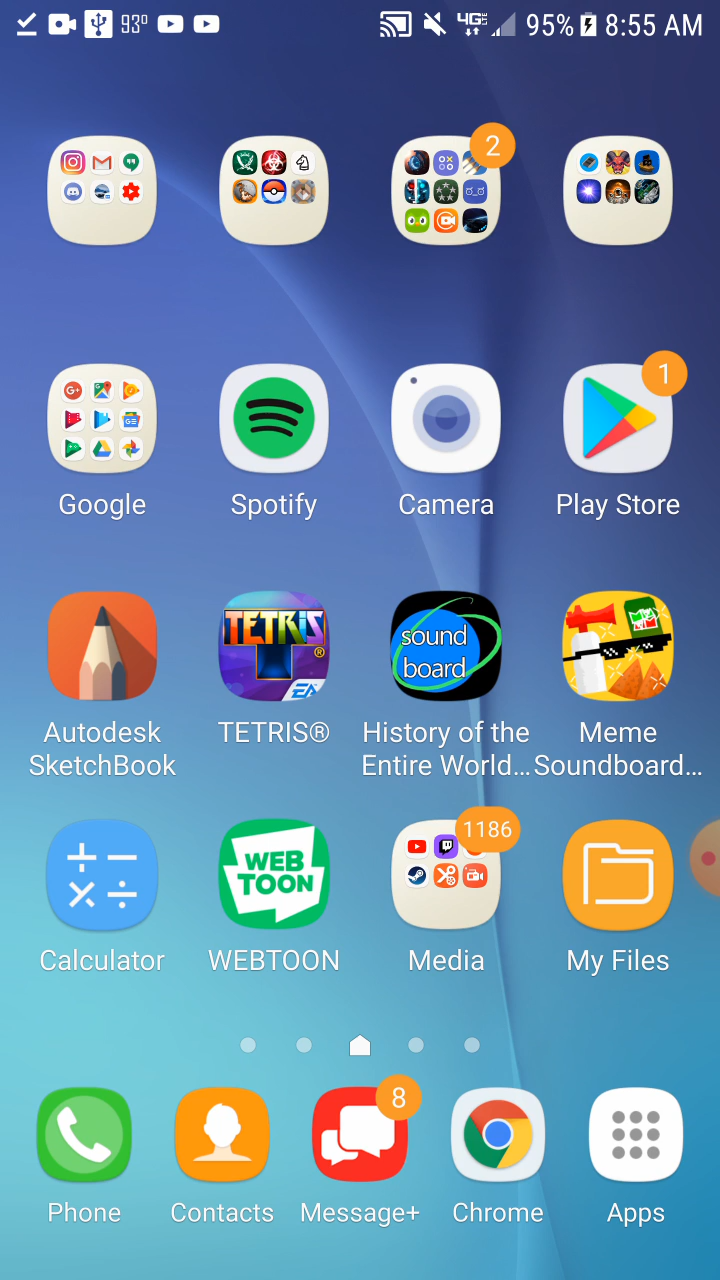 93° 4G 95% 8:55 AM
2
1
Google Spotify Camera Play Store
TETRIS®
EA
sound
board
Autodesk
SketchBook
TETRIS®
History of the
Entire World...
Meme
Soundboard...
WEB
TOON
1186
Calculator WEBTOON Media My Files
8
Phone Contacts Message+ Chrome Apps